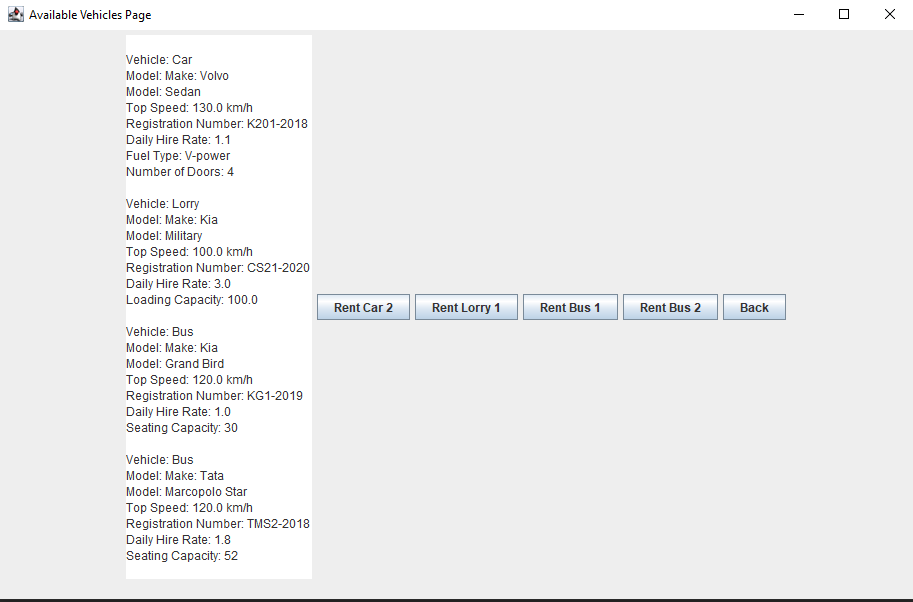 Available Vehicles Page
Vehicle: Car
Model: Make: Volvo
Model: Sedan
Top Speed: 130.0 km/h
Registration Number: K201-2018
Daily Hire Rate: 1.1
Fuel Type: V-power
Number of Doors: 4
Vehicle: Lorry
Model: Make: Kia
Model: Military
Top Speed: 100.0 km/h
Registration Number: CS21-2020
Daily Hire Rate: 3.0
Loading Capacity: 100.0
Vehicle: Bus
Model: Make: Kia
Model: Grand Bird
Top Speed: 120.0 km/h
Registration Number: KG1-2019
Daily Hire Rate: 1.0
Seating Capacity: 30
Vehicle: Bus
Model: Make: Tata
Model: Marcopolo Star
Top Speed: 120.0 km/h
Registration Number: TMS2-2018
Daily Hire Rate: 1.8
Seating Capacity: 52
Rent Car 2 Rent Lorry 1 Rent Bus 1 Rent Bus 2 Back